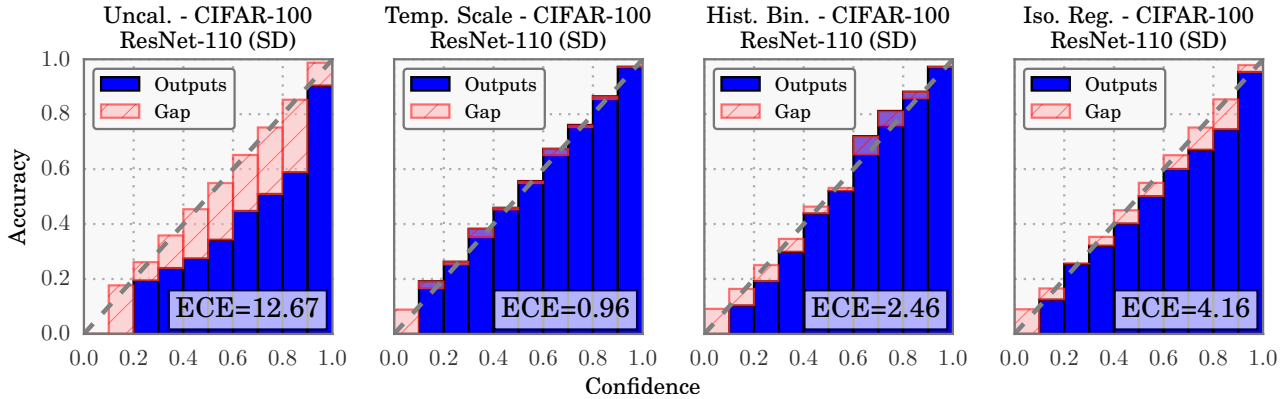 Uncal. - CIFAR-100
ResNet-110 (SD)
Temp. Scale - CIFAR-100
ResNet-110 (SD)
Hist. Bin. - CIFAR-100
ResNet-110 (SD)
Iso. Reg. - CIFAR-100
ResNet-110 (SD)
Accuracy
1.0
0.8
0.6
0.4
0.2
0.0
Outputs
Gap
ECE=12.67
0.0 0.2 0.4 0.6 0.8 1.0
Outputs
Gap
ECE=0.96
0.0 0.2 0.4 0.6 0.8 1.0
Outputs
Gap
ECE=2.46
0.0 0.2 0.4 0.6 0.8 1.0
Outputs
Gap
ECE=4.16
0.0 0.2 0.4 0.6 0.8 1.0
Confidence